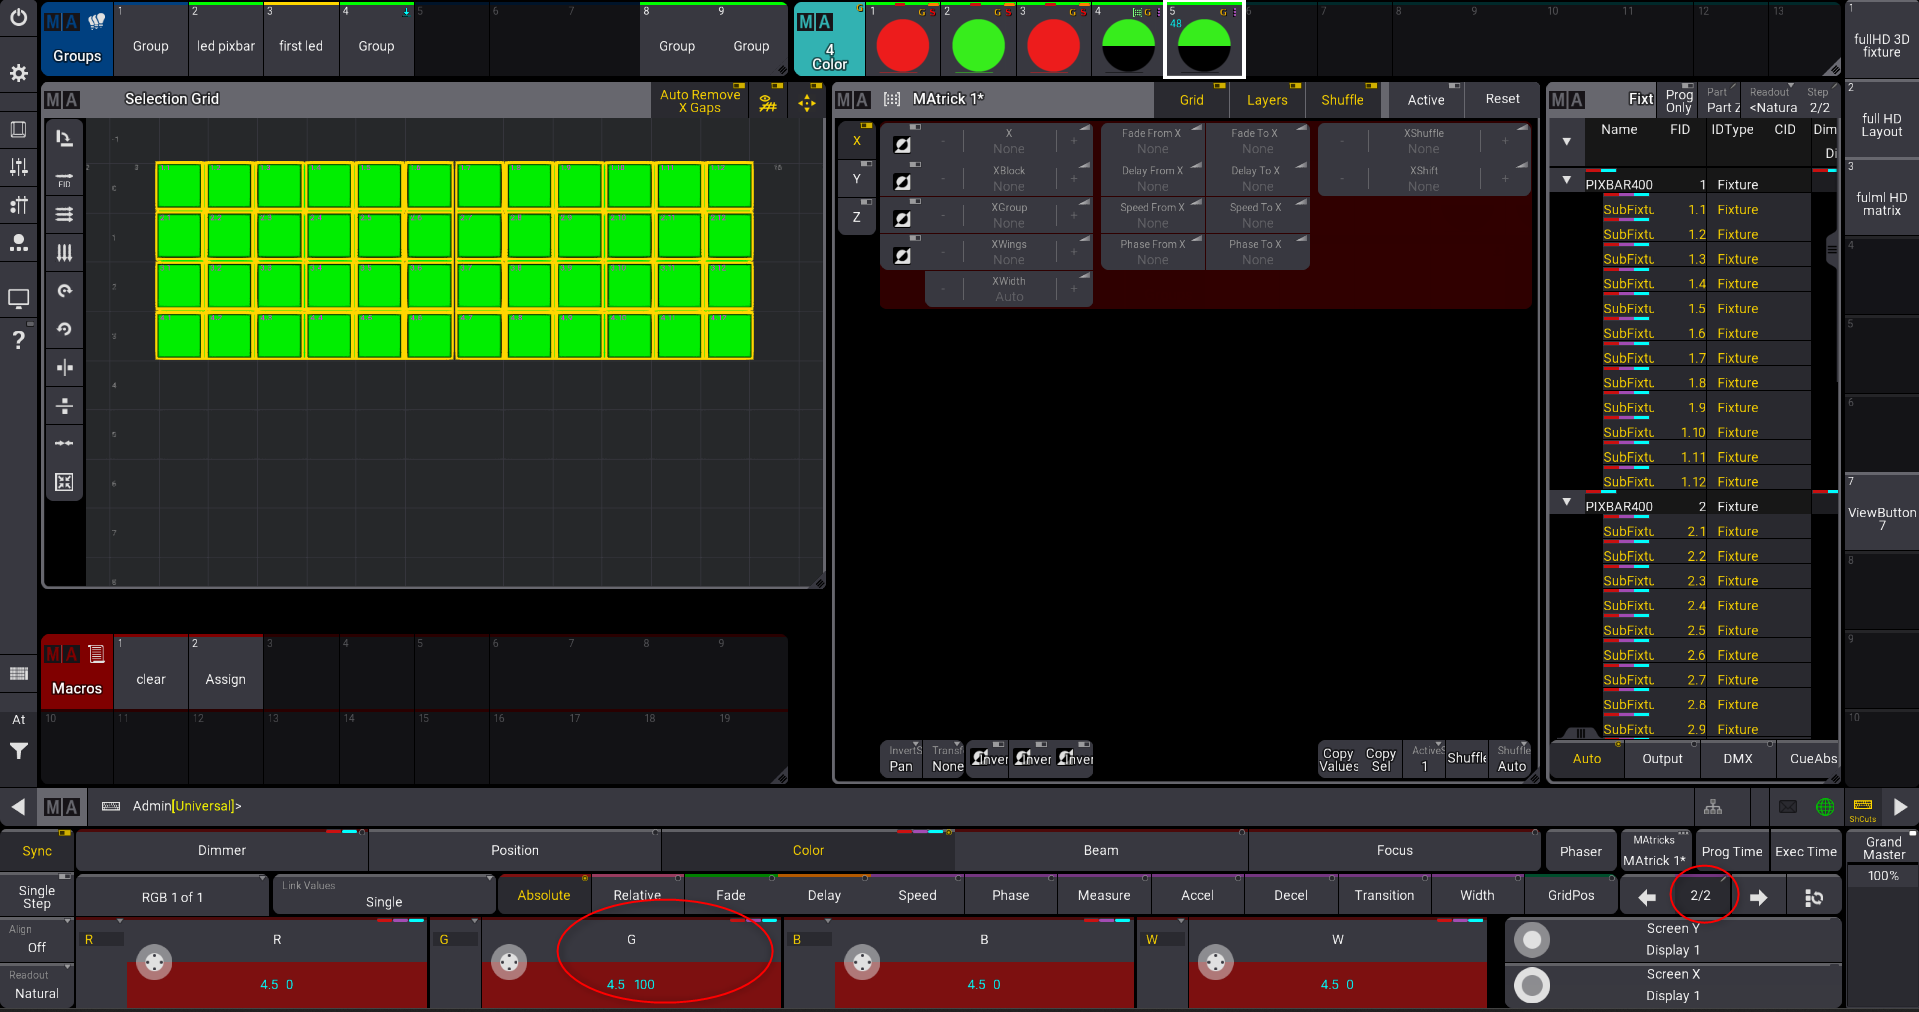 MA
Groups
1 Group
2 led pixbar
3 first led
4 Group
5
6
7
8 Group
9 Group
MA
4
Color
1 G S
2 G S
3 G S
4 G
5 G
48
6
7
8
9
10
11
12
13
1
fullHD 3D
fixture
2
full HD
Layout
3
fulml HD
matrix
4
5
6
7
ViewButton
7
8
9
10
MA Selection Grid
Auto Remove
X Gaps
FID
MA MAtrick 1*
Grid
Layers
Shuffle
Active
Reset
X
Y
Z
- X None +
- XBlock None +
- XGroup None +
- XWings None +
- XWidth Auto +
Fade From X None
Fade To X None
Delay From X None
Delay To X None
Speed From X None
Speed To X None
Phase From X None
Phase To X None
- XShuffle None +
- XShift None +
InvertS
Pan
Transf
None
Inver
Inver
Inver
Copy
Values
Copy
Sel
ActiveS
1
Shuffle
Shuffle
Auto
MA Fixt
Prog
Only
Part
Part Z
Readout
<Natura
Step
2/2
Name FID IDType CID Dim
Di
PIXBAR400 1 Fixture
SubFixtu 1.1 Fixture
SubFixtu 1.2 Fixture
SubFixtu 1.3 Fixture
SubFixtu 1.4 Fixture
SubFixtu 1.5 Fixture
SubFixtu 1.6 Fixture
SubFixtu 1.7 Fixture
SubFixtu 1.8 Fixture
SubFixtu 1.9 Fixture
SubFixtu 1.10 Fixture
SubFixtu 1.11 Fixture
SubFixtu 1.12 Fixture
PIXBAR400 2 Fixture
SubFixtu 2.1 Fixture
SubFixtu 2.2 Fixture
SubFixtu 2.3 Fixture
SubFixtu 2.4 Fixture
SubFixtu 2.5 Fixture
SubFixtu 2.6 Fixture
SubFixtu 2.7 Fixture
SubFixtu 2.8 Fixture
SubFixtu 2.9 Fixture
Auto
Output
DMX
CueAbs
MA
Macros
1 clear
2 Assign
3
4
5
6
7
8
9
10
11
12
13
14
15
16
17
18
19
At
?
MA Admin[Universal]>
ShCuts
Sync
Dimmer
Position
Color
Beam
Focus
Phaser
MAtricks
MAtrick 1*
Prog Time
Exec Time
Grand
Master
100%
Single
Step
RGB 1 of 1
Link Values
Single
Absolute
Relative
Fade
Delay
Speed
Phase
Measure
Accel
Decel
Transition
Width
GridPos
2/2
Align
Off
Readout
Natural
R R
4.5 0
G G
4.5 100
B B
4.5 0
W W
4.5 0
Screen Y
Display 1
Screen X
Display 1